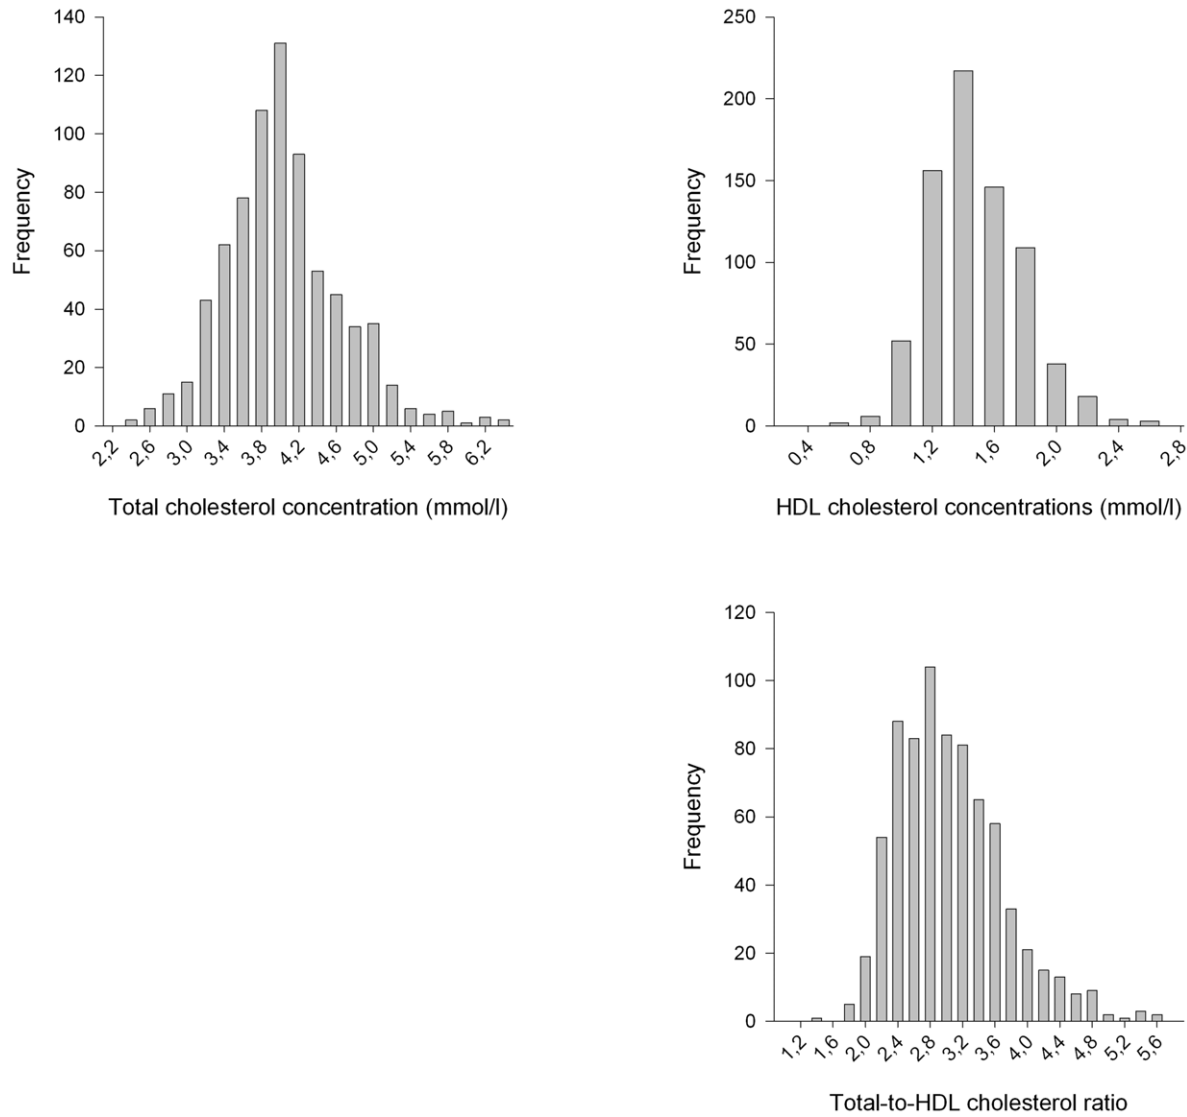 140
120
100
80
60
40
20
0
Frequency
2,2 2,6 3,0 3,4 3,8 4,2 4,6 5,0 5,4 5,8 6,2
Total cholesterol concentration (mmol/l)
250
200
150
100
50
0
Frequency
0,4 0,8 1,2 1,6 2,0 2,4 2,8
HDL cholesterol concentrations (mmol/l)
120
100
80
60
40
20
0
Frequency
1,2 1,6 2,0 2,4 2,8 3,2 3,6 4,0 4,4 4,8 5,2 5,6
Total-to-HDL cholesterol ratio